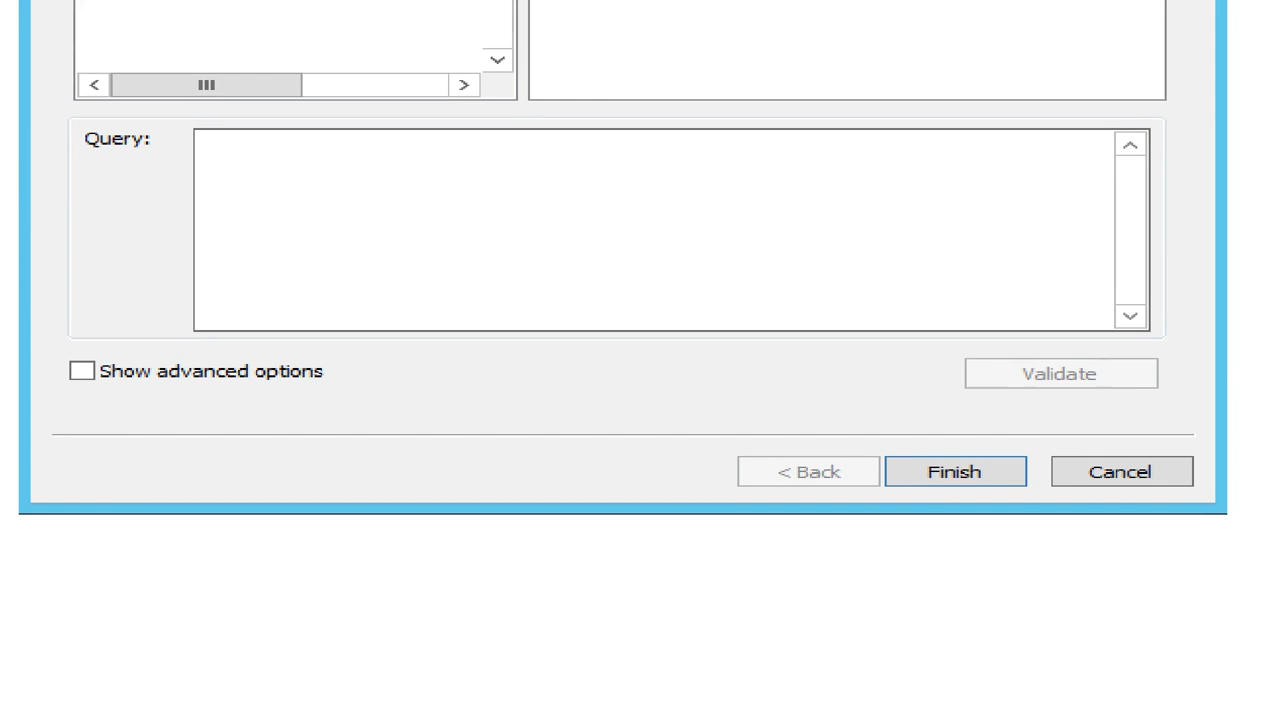 Query:
Show advanced options
Validate
< Back
Finish
Cancel